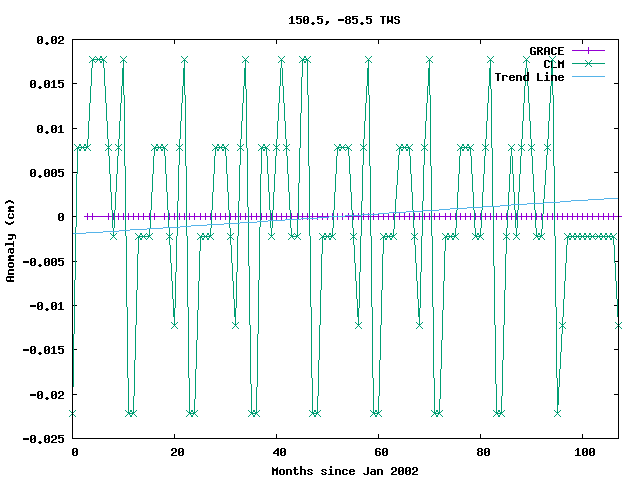 150.5, -85.5 TWS
GRACE
CLM
Trend Line
0.02
0.015
0.01
0.005
0
-0.005
-0.01
-0.015
-0.02
-0.025
Anomaly (cm)
0 20 40 60 80 100
Months since Jan 2002